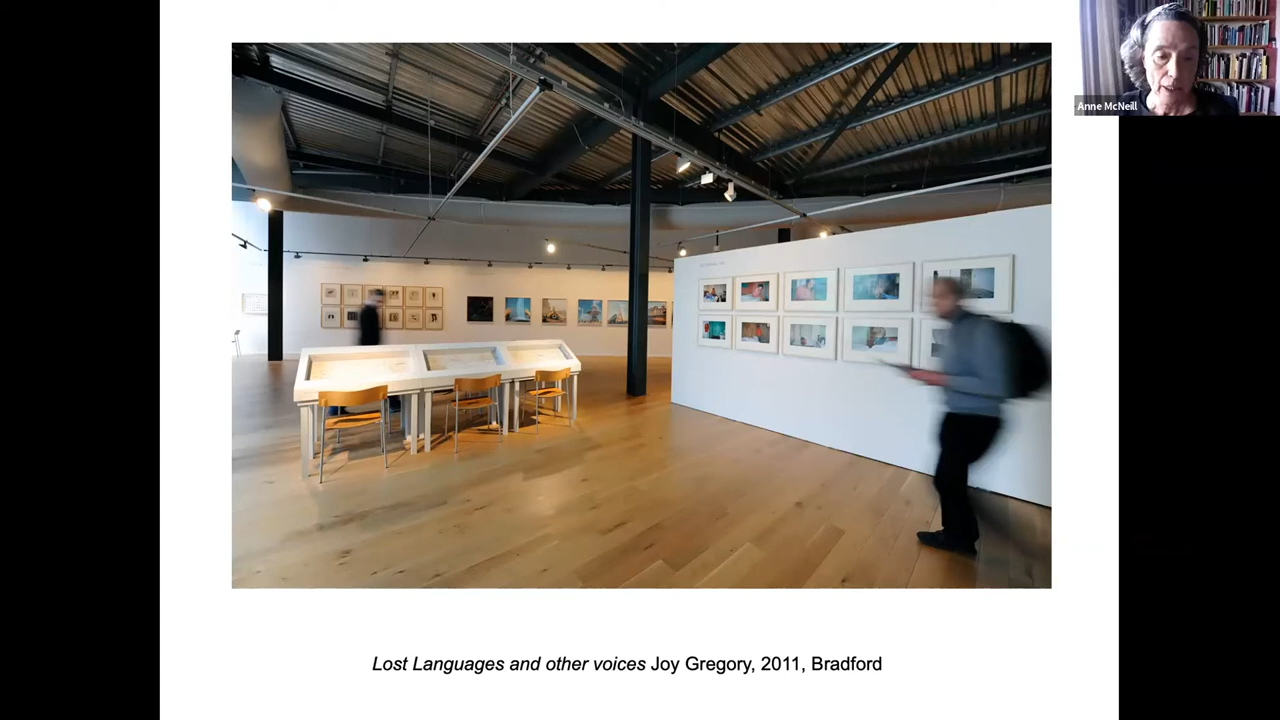 Anne McNeill
Lost Languages and other voices Joy Gregory, 2011, Bradford